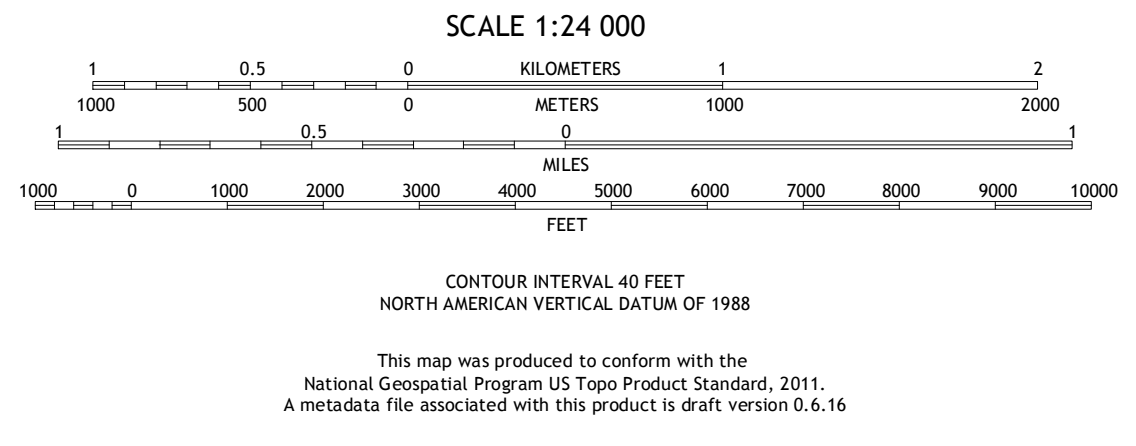 SCALE 1:24 000
1 0.5 0 KILOMETERS 1 2
1000 500 0 METERS 1000 2000
1 0.5 0 1
MILES
1000 0 1000 2000 3000 4000 5000 6000 7000 8000 9000 10000
FEET
CONTOUR INTERVAL 40 FEET
NORTH AMERICAN VERTICAL DATUM OF 1988
This map was produced to conform with the
National Geospatial Program US Topo Product Standard, 2011.
A metadata file associated with this product is draft version 0.6.16